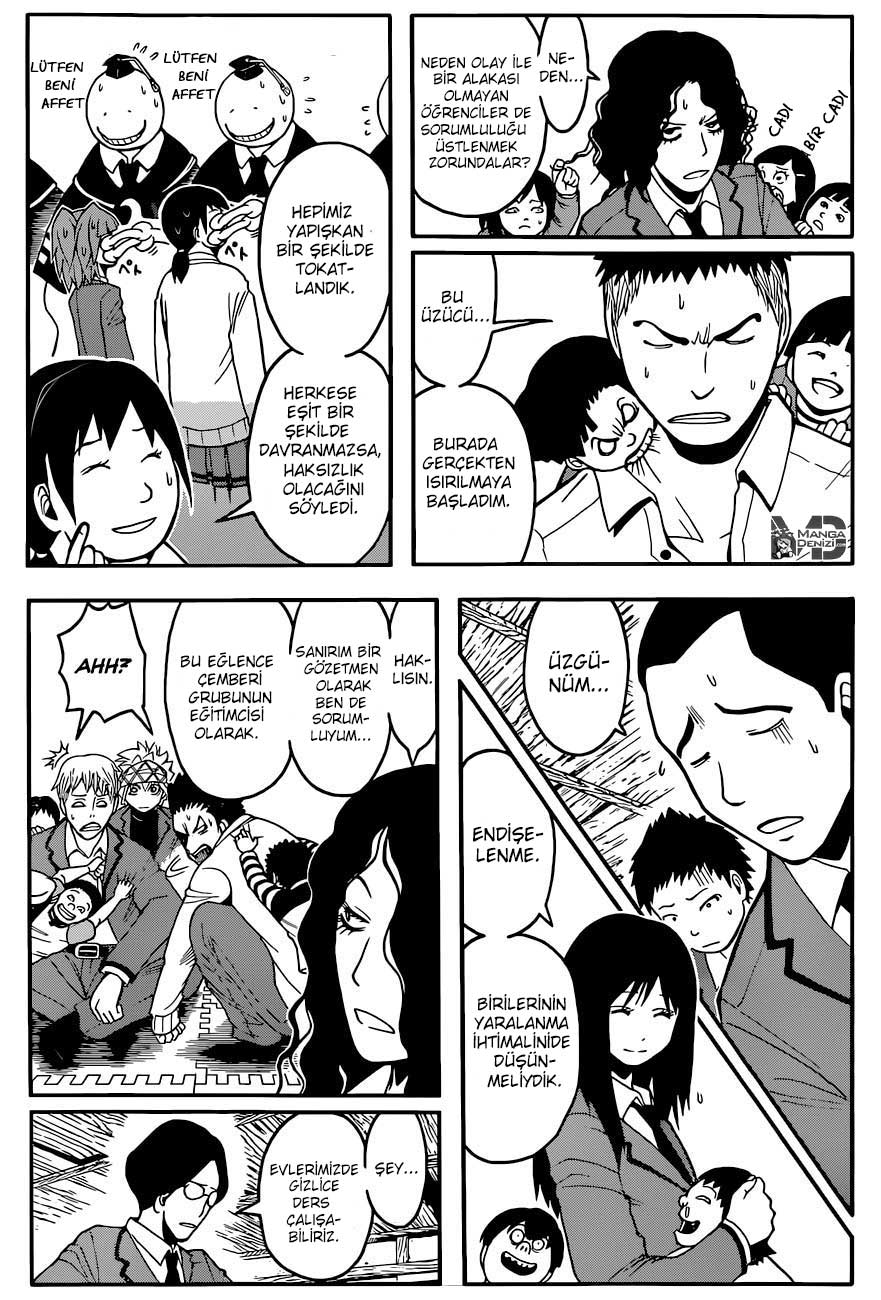 NE-
DEN...
NEDEN OLAY İLE
BİR ALAKASI
OLMAYAN
ÖĞRENCİLER DE
SORUMLULUĞU
ÜSTLENMEK
ZORUNDALAR?
CADI
BİR CADI
LÜTFEN
BENİ
AFFET
LÜTFEN
BENİ
AFFET
HEPİMİZ
YAPIŞKAN
BİR ŞEKİLDE
TOKAT-
LANDIK.
ベト
ベト
HERKESE
EŞİT BİR
ŞEKİLDE
DAVRANMAZSA,
HAKSIZLIK
OLACAĞINI
SÖYLEDİ.
BU
ÜZÜCÜ...
BURADA
GERÇEKTEN
ISIRILMAYA
BAŞLADIM.
MD
MANGA
DENİZİ
ÜZGÜ-
NÜM...
ENDİŞE-
LENME.
BİRİLERİNİN
YARALANMA
İHTİMALİNİDE
DÜŞÜN-
MELİYDİK.
HAK-
LISIN.
SANIRIM BİR
GÖZETMEN
OLARAK
BEN DE
SORUM-
LUYUM...
BU EĞLENCE
ÇEMBERİ
GRUBUNUN
EĞİTİMCİSİ
OLARAK.
AHH?
ŞEY...
EVLERİMİZDE
GİZLİCE
DERS
ÇALIŞA-
BİLİRİZ.